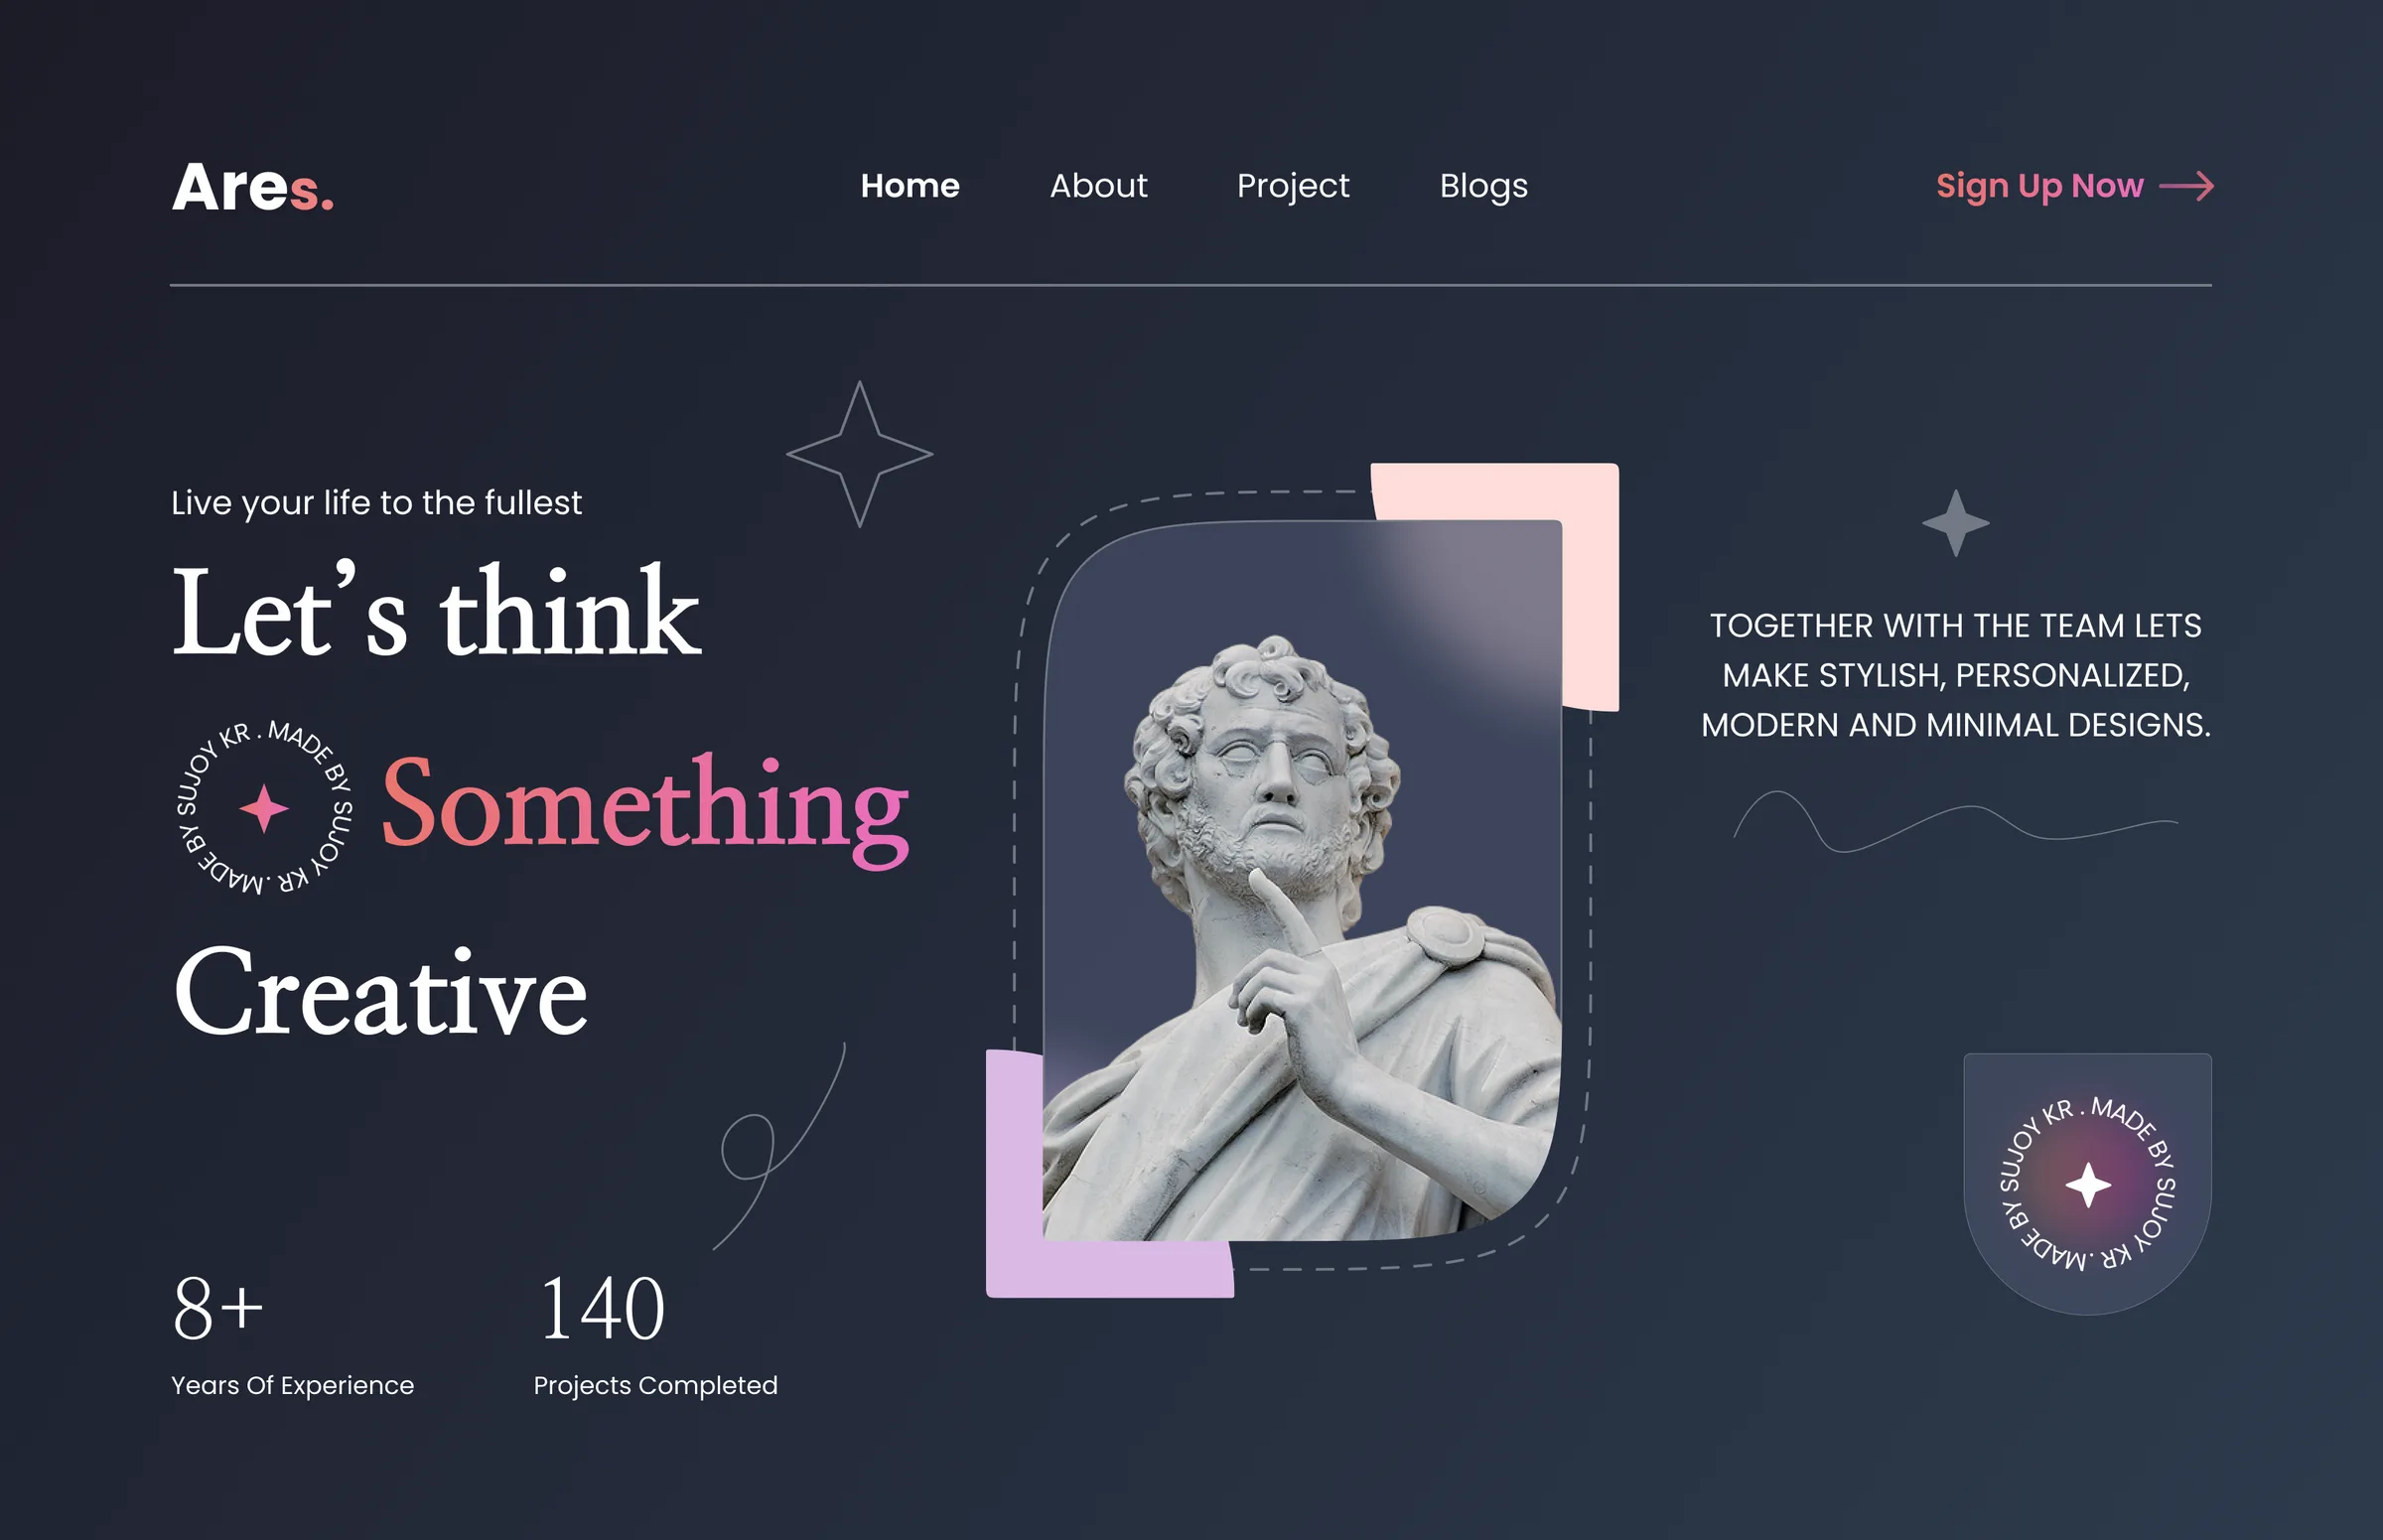 Ares.
Home
About
Project
Blogs
Sign Up Now
Live your life to the fullest
Let’s think
MADE BY SUJOY KR . MADE BY SUJOY KR .
Something
Creative
TOGETHER WITH THE TEAM LETS
MAKE STYLISH, PERSONALIZED,
MODERN AND MINIMAL DESIGNS.
MADE BY SUJOY KR . MADE BY SUJOY KR .
8+
Years Of Experience
140
Projects Completed